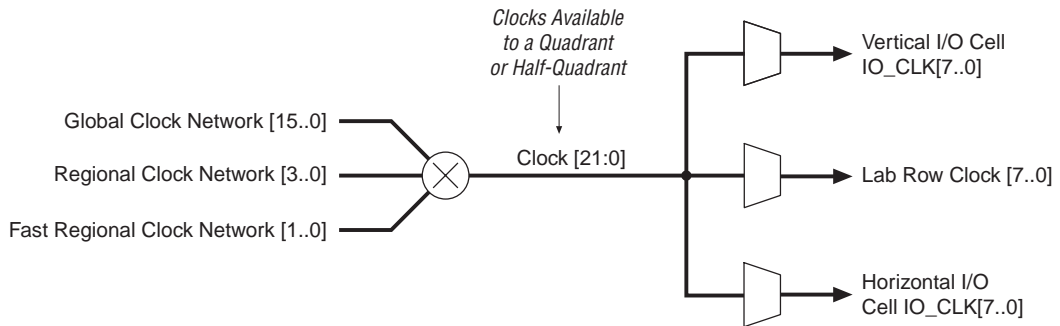 Clocks Available
to a Quadrant
or Half-Quadrant
Vertical I/O Cell
IO_CLK[7..0]
Global Clock Network [15..0]
Clock [21:0]
Regional Clock Network [3..0]
Lab Row Clock [7..0]
Fast Regional Clock Network [1..0]
Horizontal I/O
Cell IO_CLK[7..0]